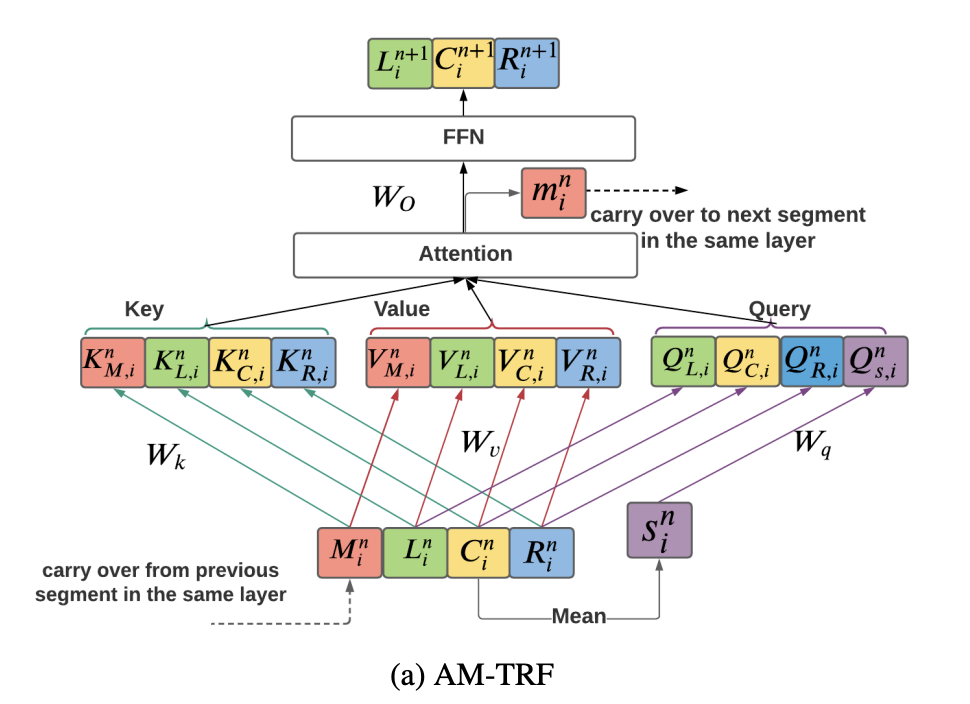 L_i^{n+1} C_i^{n+1} R_i^{n+1}
FFN
W_O
m_i^n
carry over to next segment
in the same layer
Attention
Key
Value
Query
K_{M,i}^n K_{L,i}^n K_{C,i}^n K_{R,i}^n
V_{M,i}^n V_{L,i}^n V_{C,i}^n V_{R,i}^n
Q_{L,i}^n Q_{C,i}^n Q_{R,i}^n Q_{s,i}^n
W_k
W_v
W_q
M_i^n L_i^n C_i^n R_i^n
s_i^n
carry over from previous
segment in the same layer
Mean
(a) AM-TRF